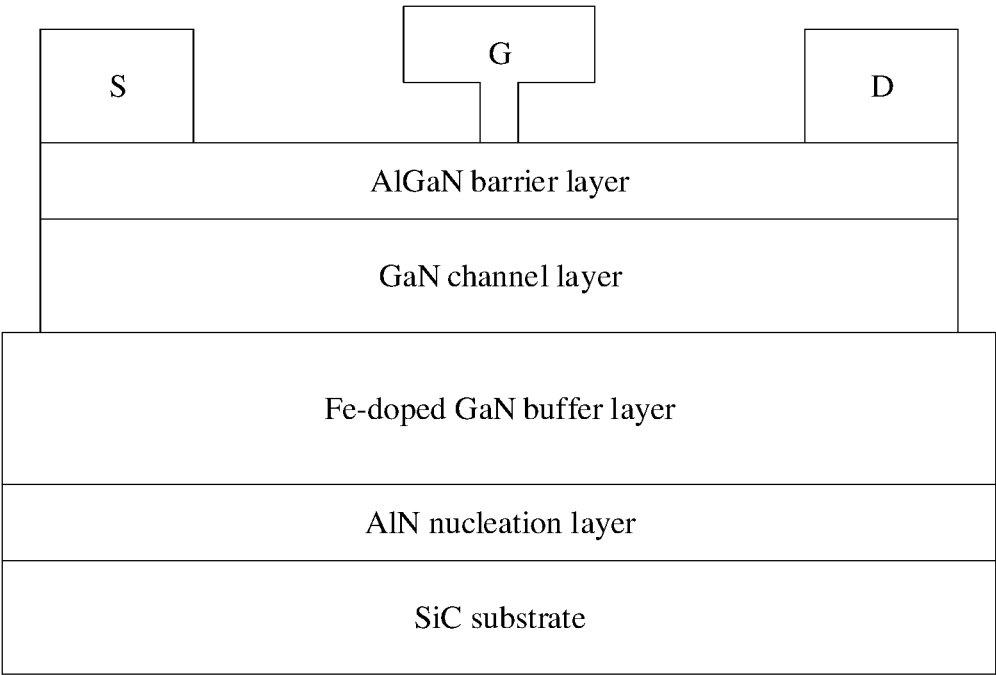 G
S
D
AlGaN barrier layer
GaN channel layer
Fe-doped GaN buffer layer
AlN nucleation layer
SiC substrate